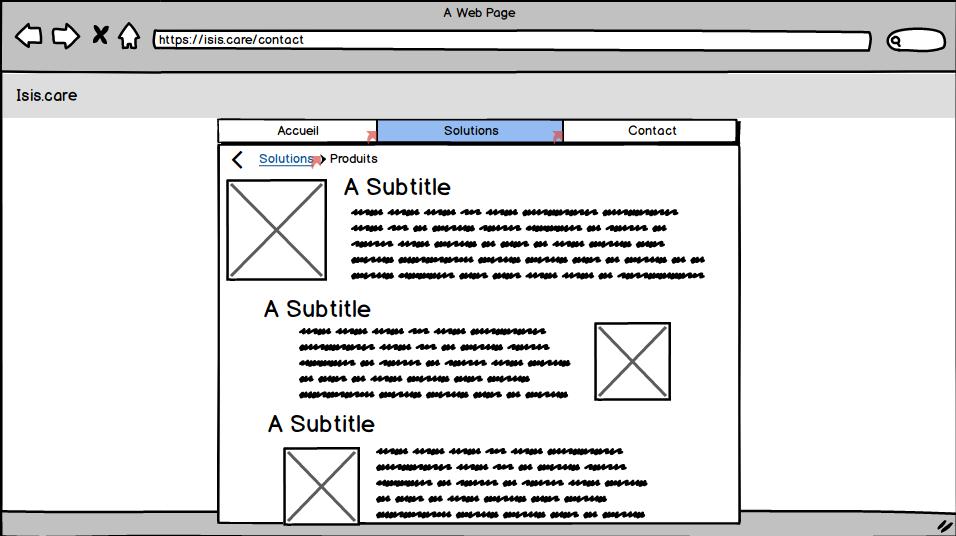 A Web Page
https://isis.care/contact
Isis.care
Accueil Solutions Contact
Solutions Produits
A Subtitle
A Subtitle
A Subtitle